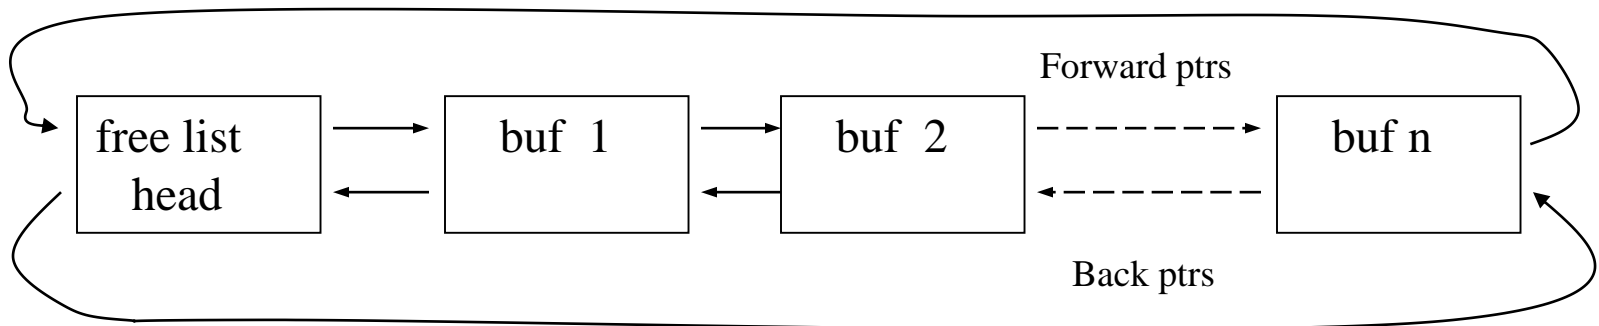 Forward ptrs
free list
head
buf 1
buf 2
buf n
Back ptrs